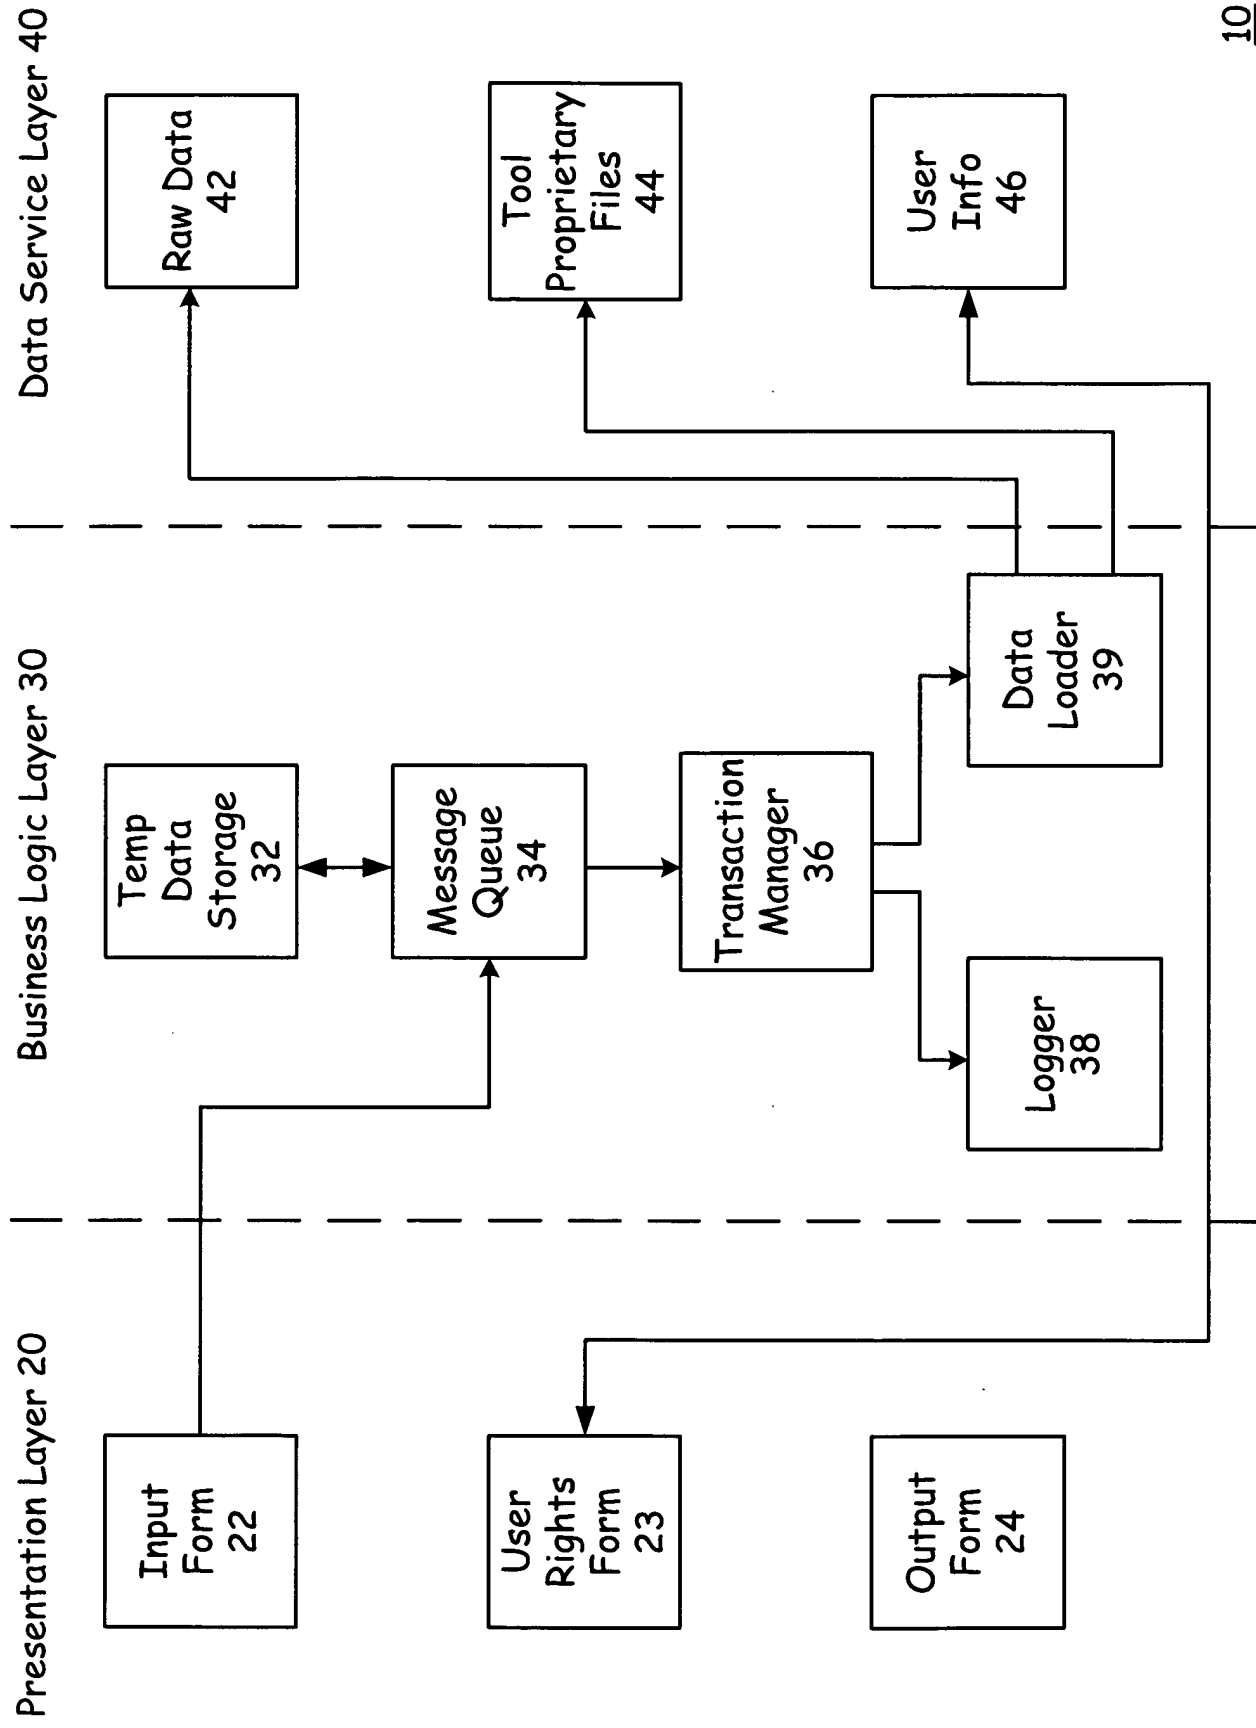 Presentation Layer 20
Business Logic Layer 30
Data Service Layer 40
Input
Form
22
User
Rights
Form
23
Output
Form
24
Temp
Data
Storage
32
Message
Queue
34
Transaction
Manager
36
Logger
38
Data
Loader
39
Raw Data
42
Tool
Proprietary
Files
44
User
Info
46
10